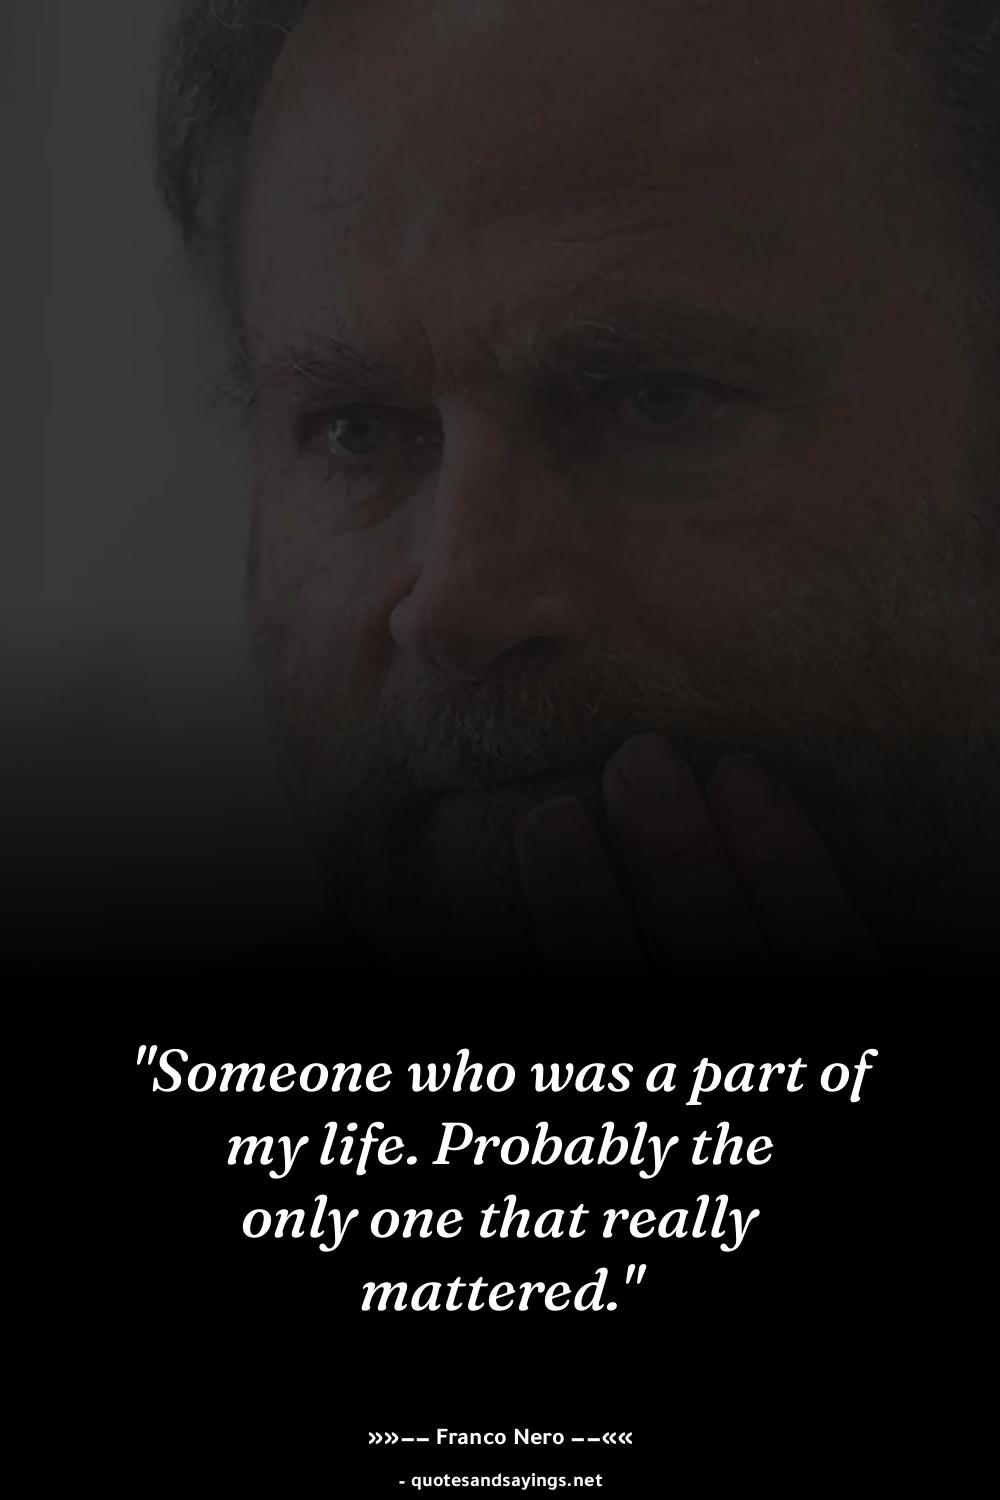 "Someone who was a part of
my life. Probably the
only one that really
mattered."
»»–– Franco Nero ––««
- quotesandsayings.net